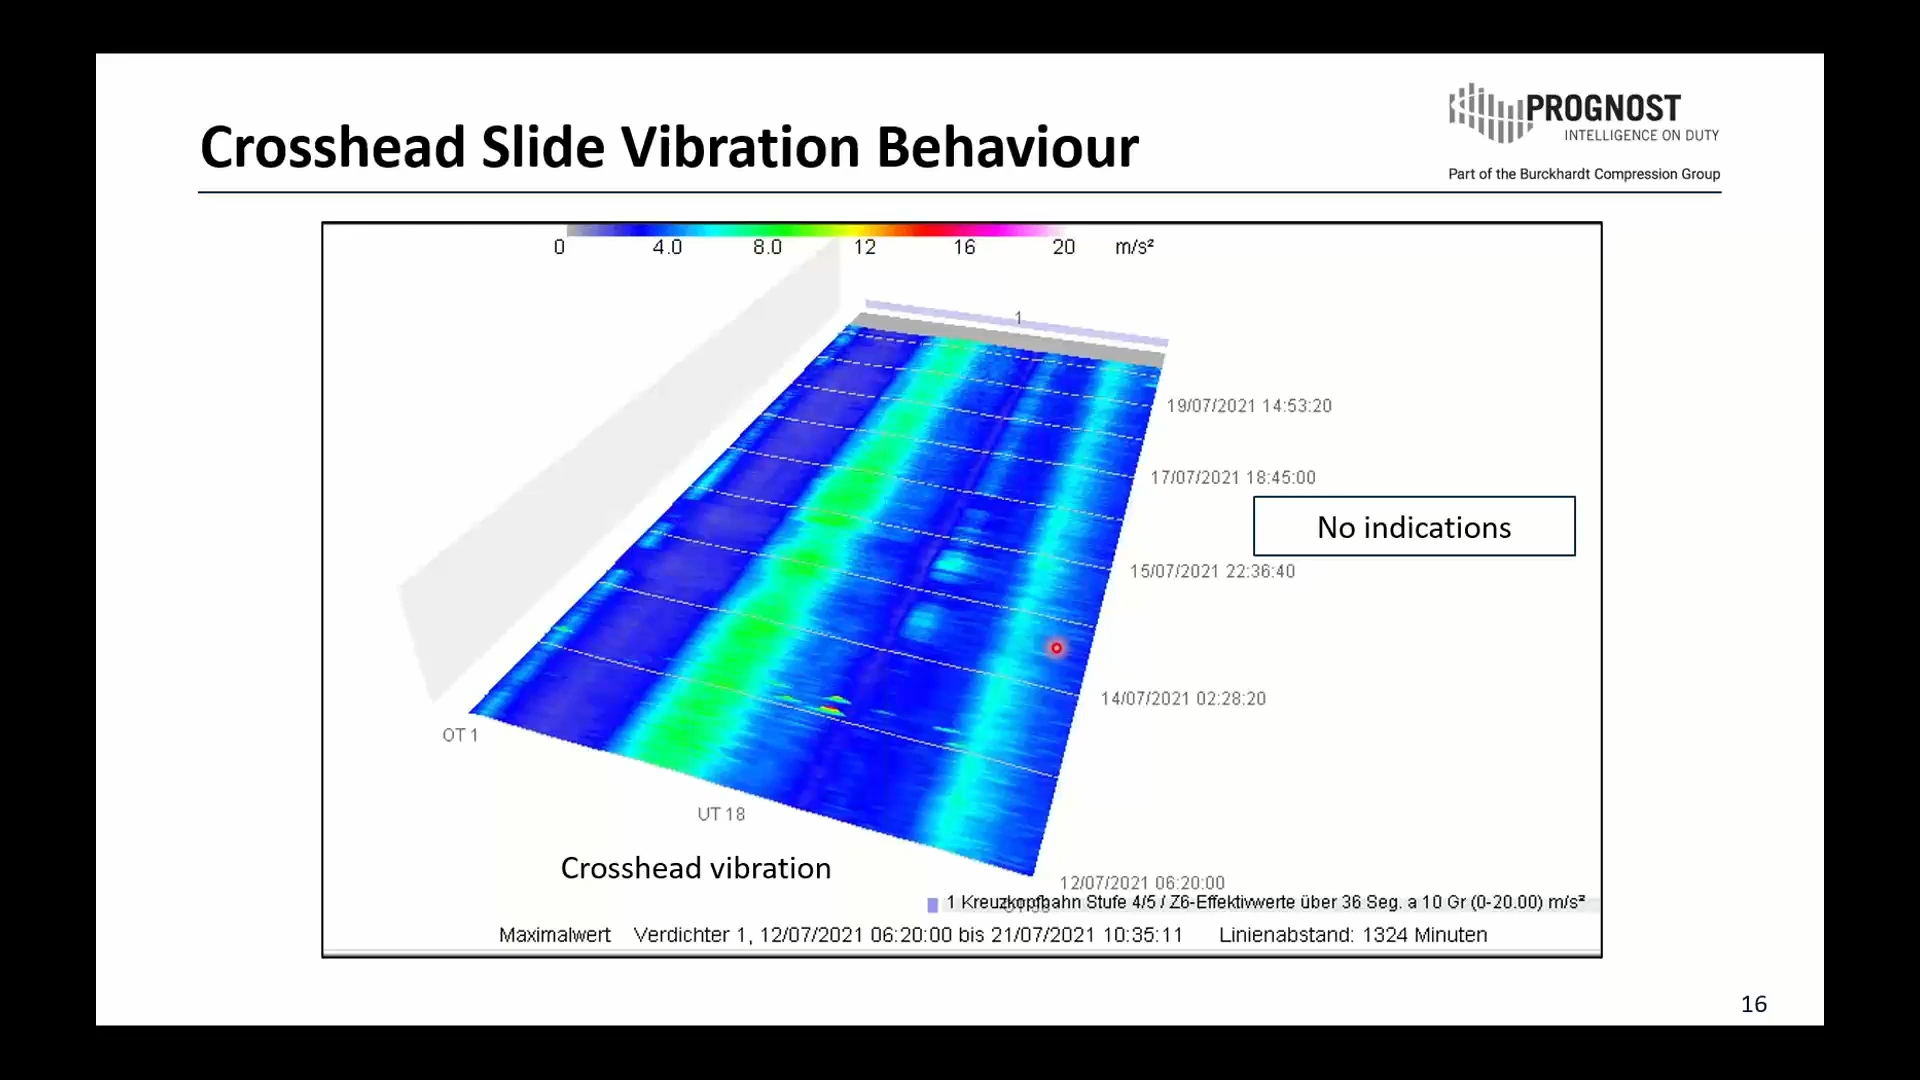 Crosshead Slide Vibration Behaviour
PROGNOST
INTELLIGENCE ON DUTY
Part of the Burckhardt Compression Group
0 4.0 8.0 12 16 20 m/s²
1
19/07/2021 14:53:20
17/07/2021 18:45:00
No indications
15/07/2021 22:36:40
14/07/2021 02:28:20
OT 1
UT 18
Crosshead vibration
12/07/2021 06:20:00
1 Kreuzkopfbahn Stufe 4/5 / Z6-Effektivwerte über 36 Seg. a 10 Gr (0-20.00) m/s²
Maximalwert Verdichter 1, 12/07/2021 06:20:00 bis 21/07/2021 10:35:11 Linienabstand: 1324 Minuten
16